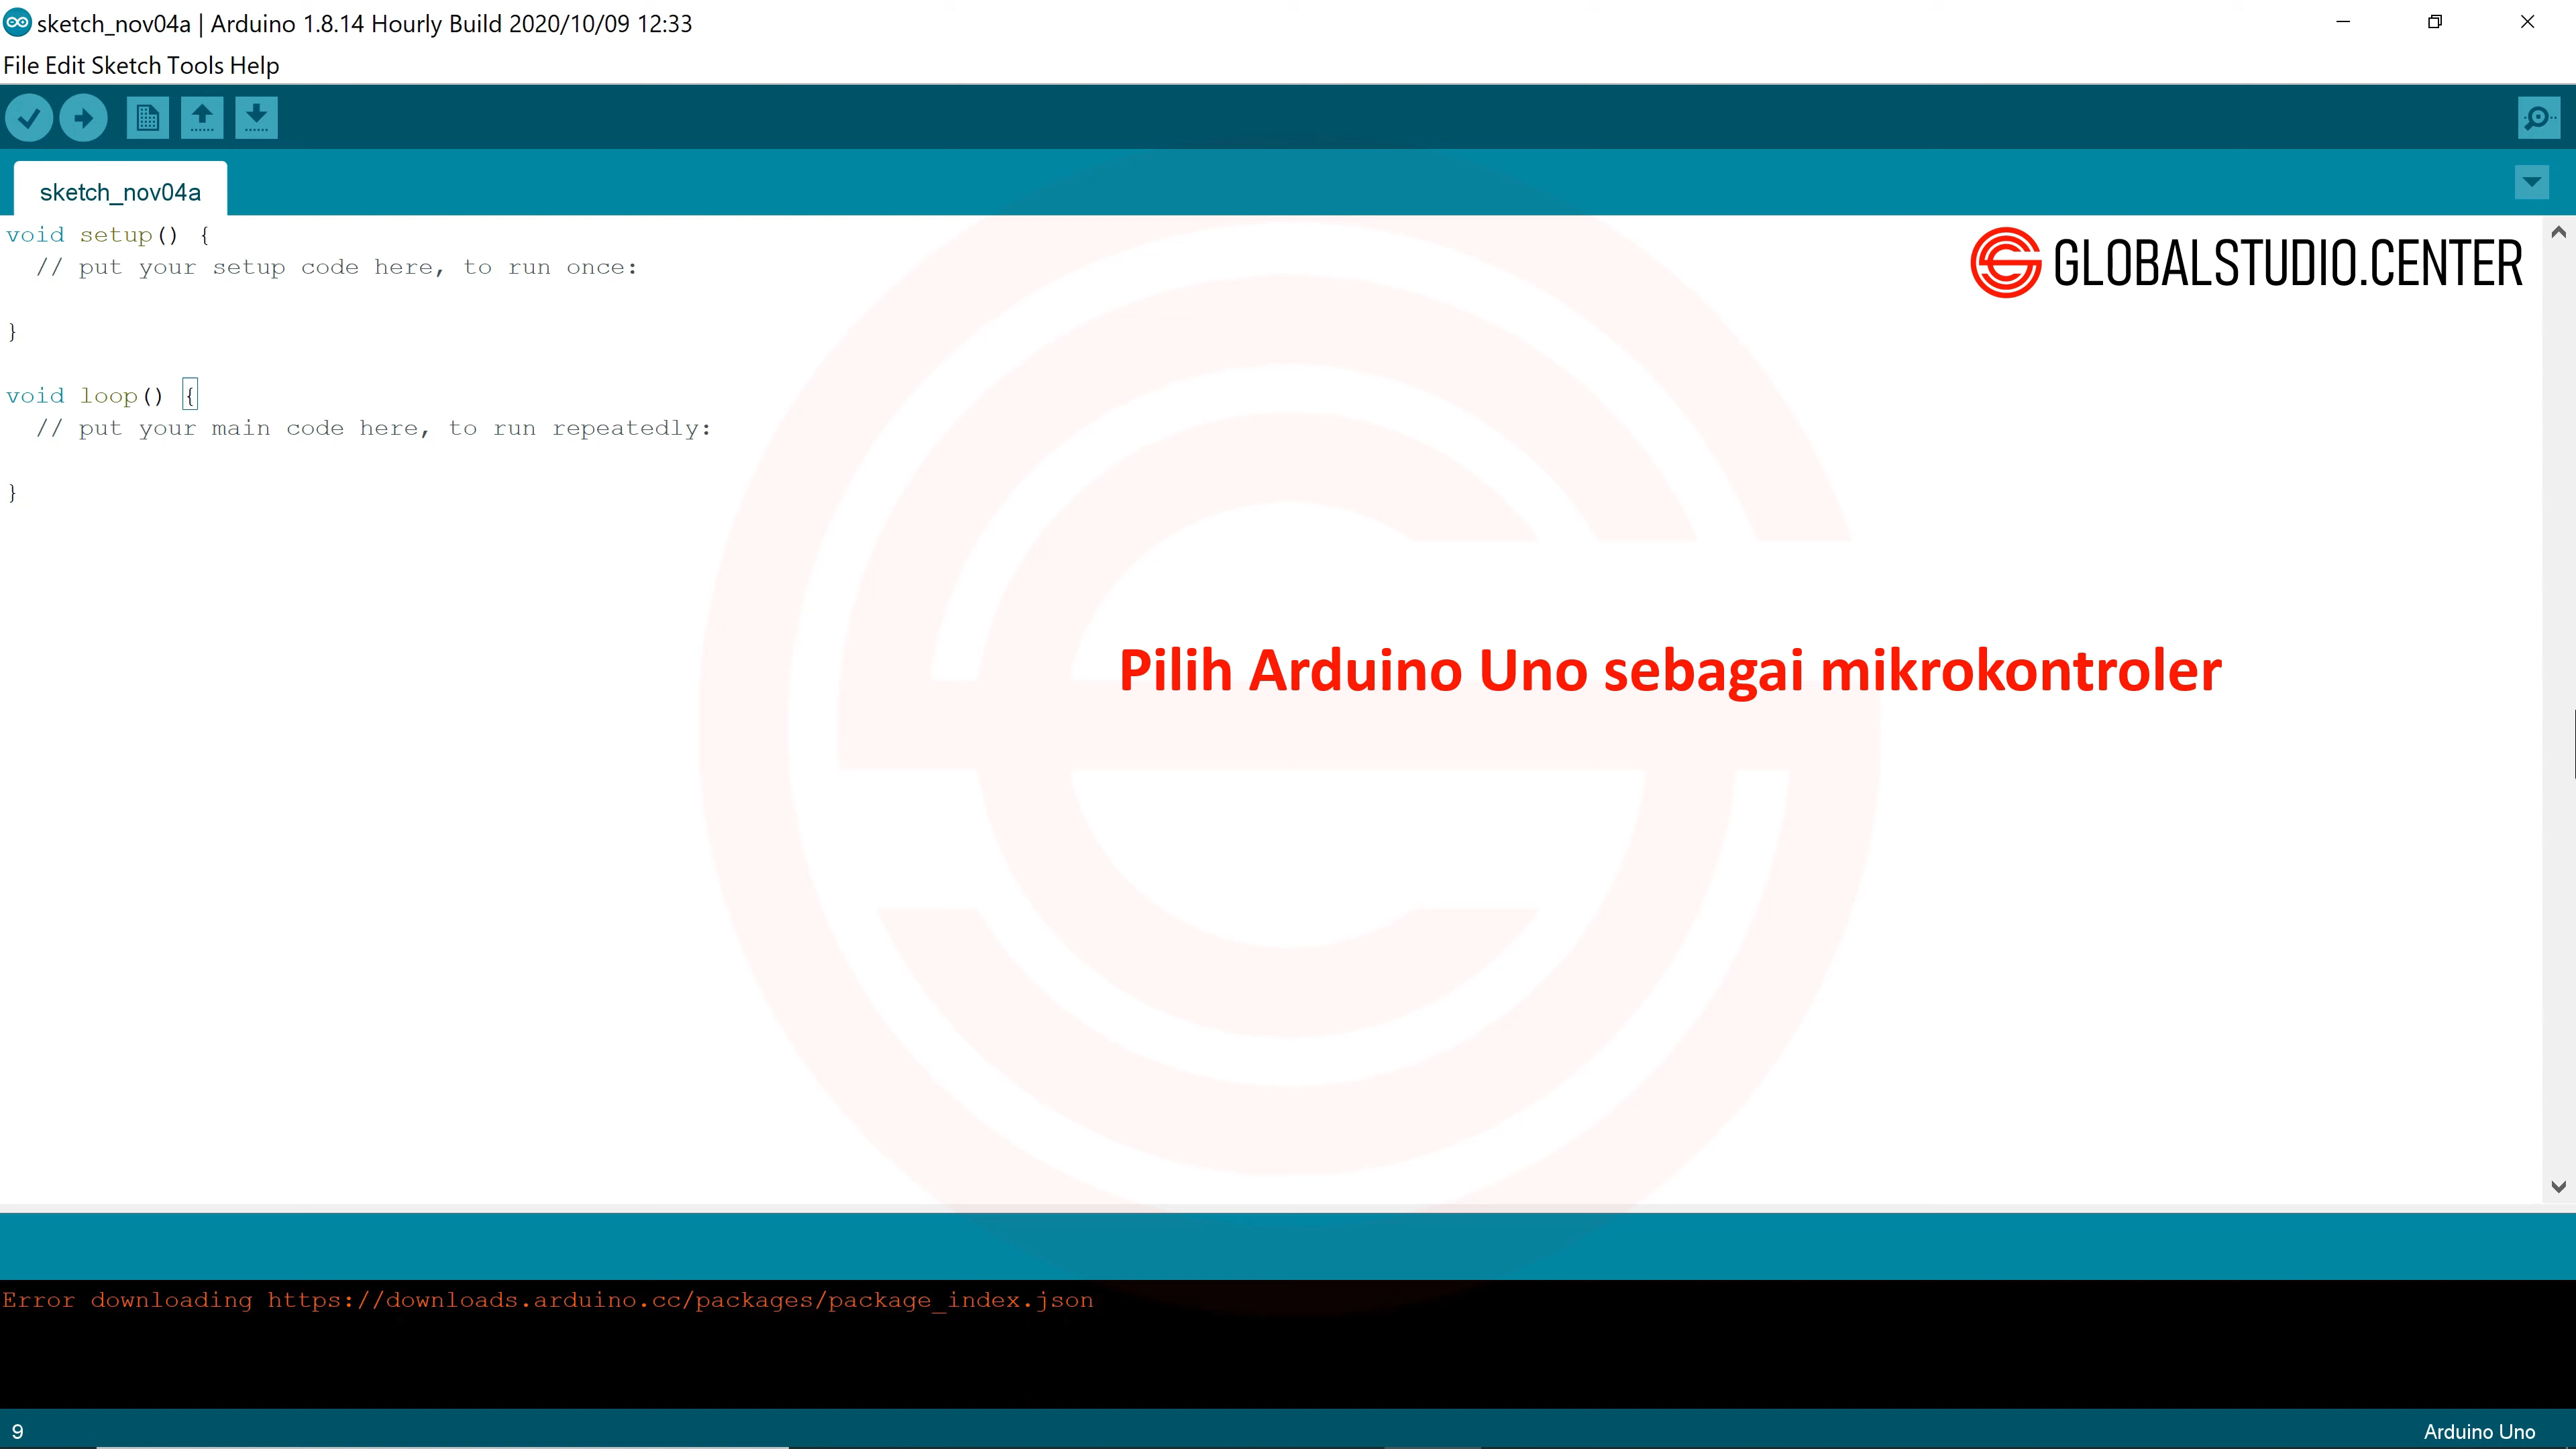 sketch_nov04a | Arduino 1.8.14 Hourly Build 2020/10/09 12:33
File Edit Sketch Tools Help
sketch_nov04a
GLOBALSTUDIO.CENTER
void setup() {
  // put your setup code here, to run once:
}
void loop() {
  // put your main code here, to run repeatedly:
}
Pilih Arduino Uno sebagai mikrokontroler
Error downloading https://downloads.arduino.cc/packages/package_index.json
9
Arduino Uno